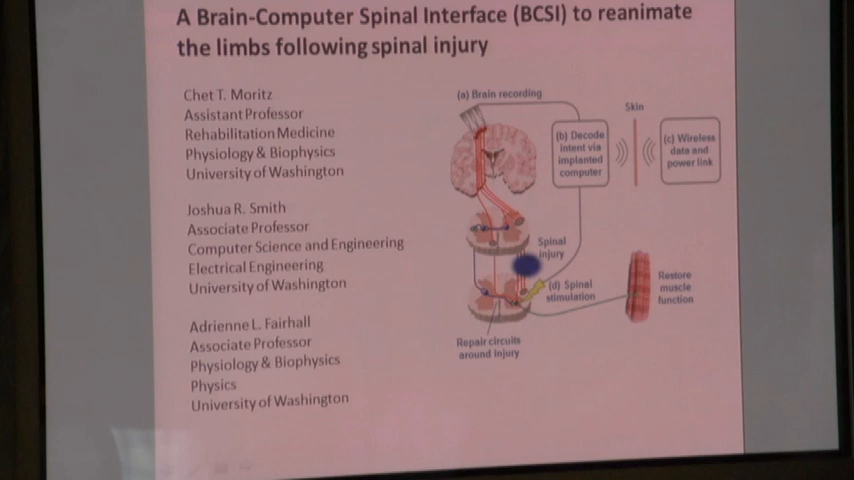 A Brain-Computer Spinal Interface (BCSI) to reanimate
the limbs following spinal injury
Chet T. Moritz
Assistant Professor
Rehabilitation Medicine
Physiology & Biophysics
University of Washington
Joshua R. Smith
Associate Professor
Computer Science and Engineering
Electrical Engineering
University of Washington
Adrienne L. Fairhall
Associate Professor
Physiology & Biophysics
Physics
University of Washington
(a) Brain recording
Skin
(b) Decode
intent via
implanted
computer
(c) Wireless
data and
power link
Spinal
injury
(d) Spinal
stimulation
Restore
muscle
function
Repair circuits
around injury